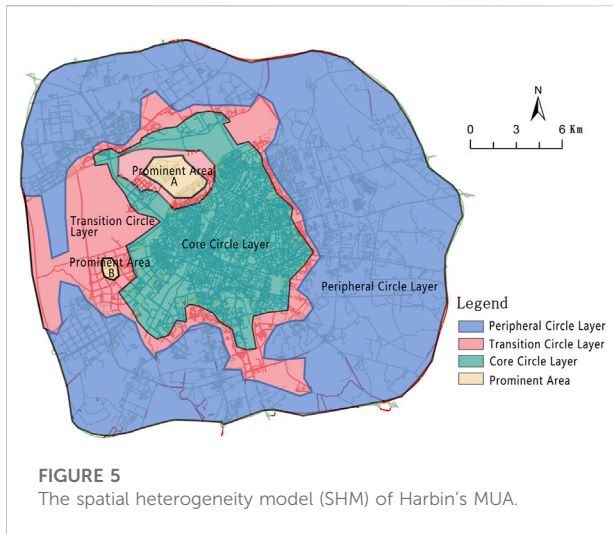 N
0 3 6 Km
Prominent Area
A
Transition Circle
Layer
Core Circle Layer
Prominent Area
B
Peripheral Circle Layer
Legend
Peripheral Circle Layer
Transition Circle Layer
Core Circle Layer
Prominent Area
FIGURE 5
The spatial heterogeneity model (SHM) of Harbin's MUA.